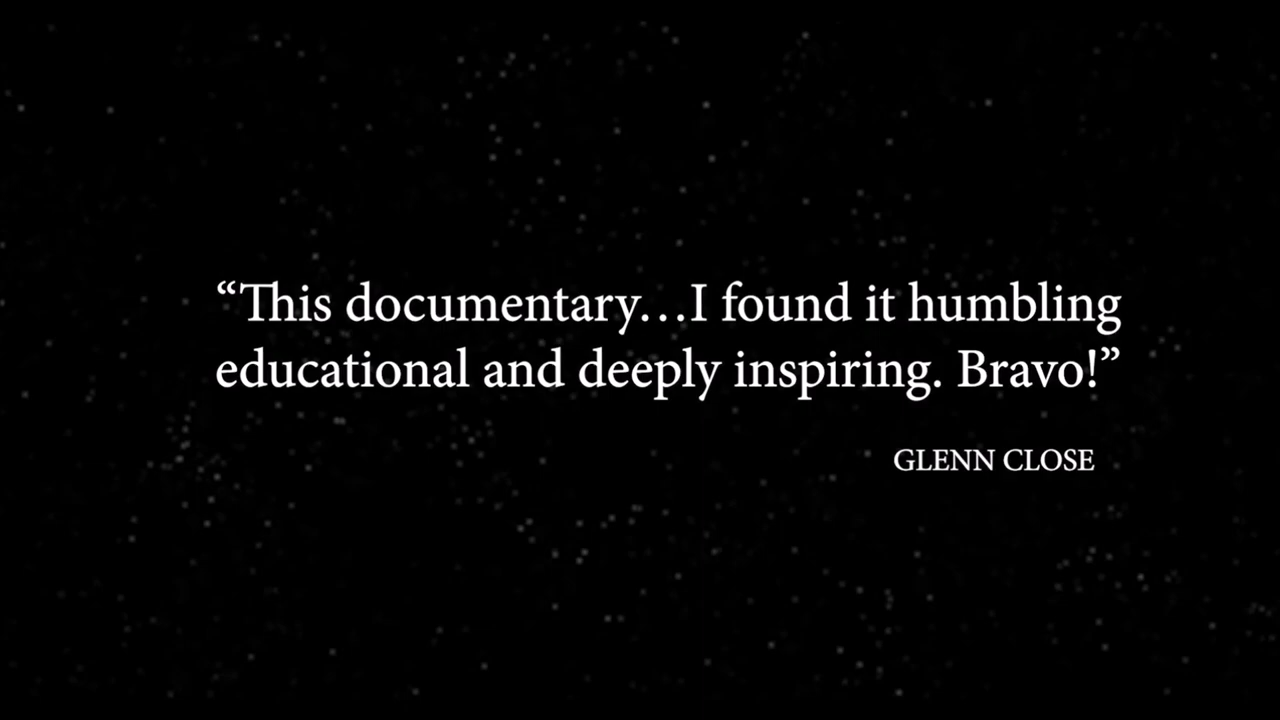 “This documentary…I found it humbling
educational and deeply inspiring. Bravo!”
GLENN CLOSE